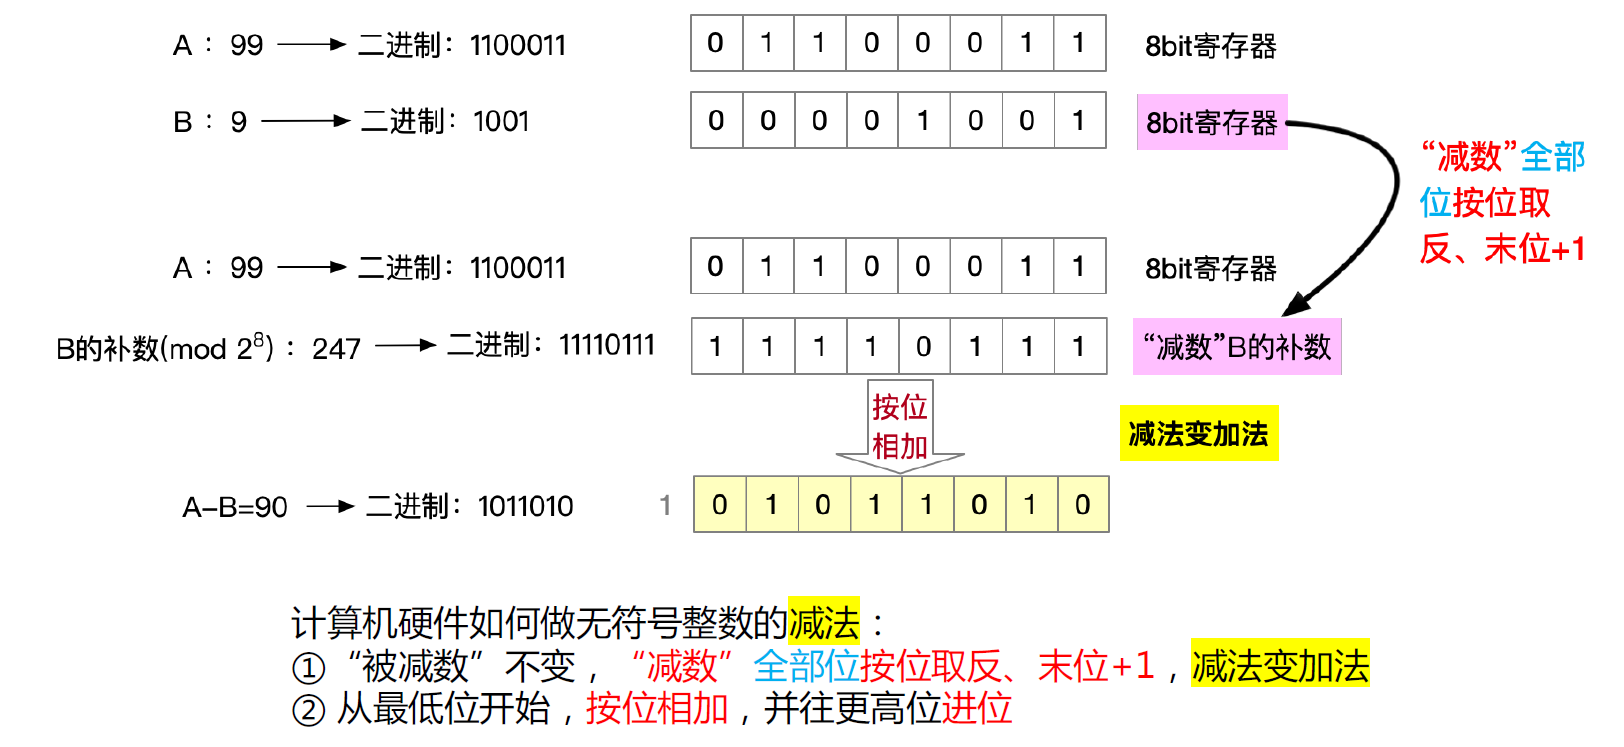 A： 99 二进制：1100011 0 1 1 0 0 0 1 1 8bit寄存器
B： 9 二进制：1001 0 0 0 0 1 0 0 1 8bit寄存器
“减数”全部
位按位取
反、末位+1
A： 99 二进制：1100011 0 1 1 0 0 0 1 1 8bit寄存器
B的补数(mod 2⁸)： 247 二进制：11110111 1 1 1 1 0 1 1 1 “减数”B的补数
按位
相加
减法变加法
A-B=90 二进制：1011010 1 0 1 0 1 1 0 1 0
计算机硬件如何做无符号整数的减法：
① “被减数”不变，“减数”全部位按位取反、末位+1，减法变加法
② 从最低位开始，按位相加，并往更高位进位